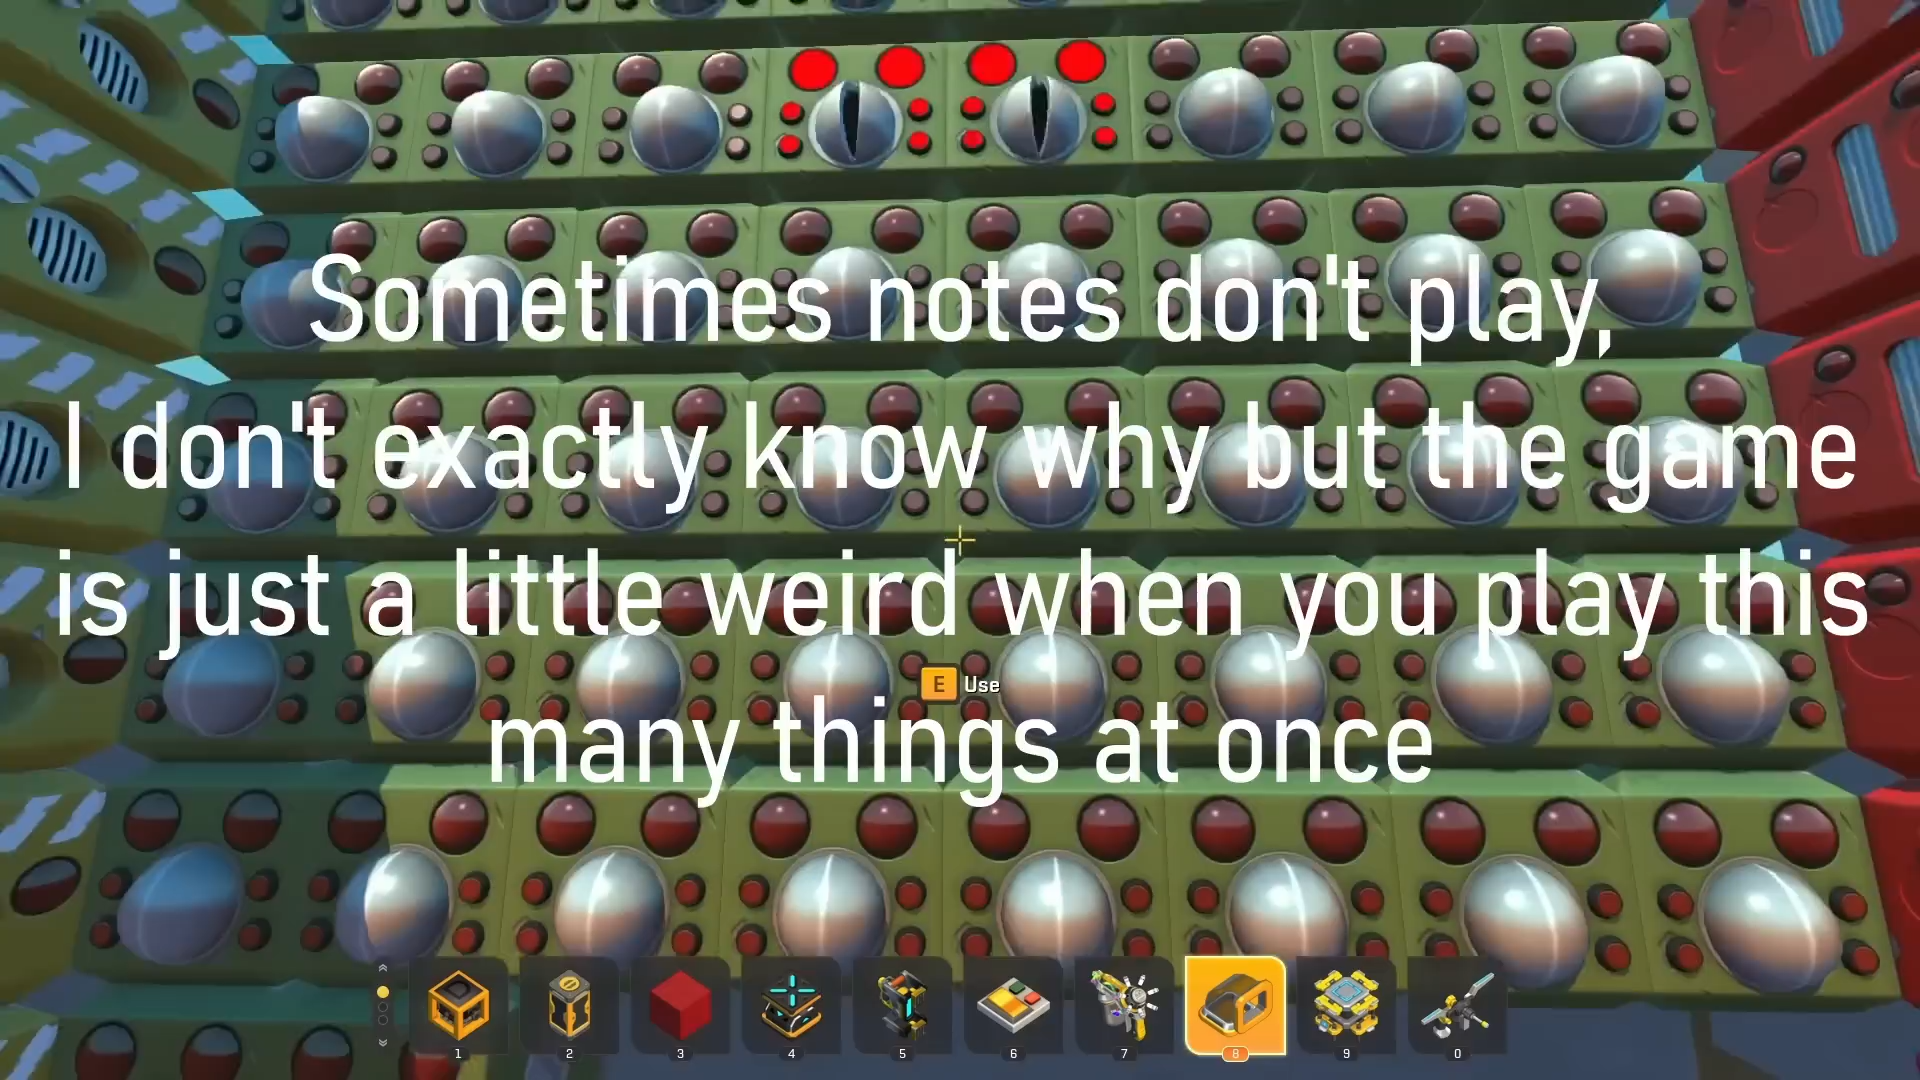 Sometimes notes don't play,
I don't exactly know why but the game
is just a little weird when you play this
E Use
many things at once
1 2 3 4 5 6 7 8 9 0